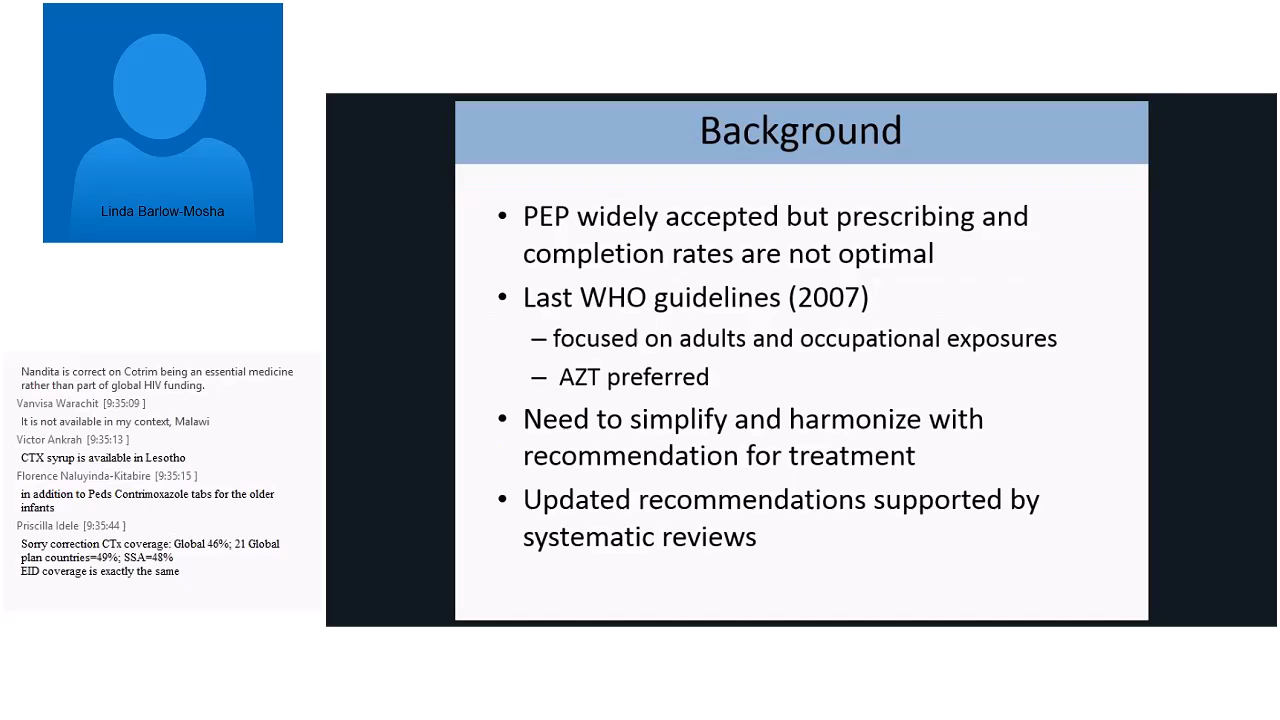 Linda Barlow-Mosha
Nandita is correct on Cotrim being an essential medicine
rather than part of global HIV funding.
Vanvisa Warachit [9:35:09 ]
It is not available in my context, Malawi
Victor Ankrah [9:35:13 ]
CTX syrup is available in Lesotho
Florence Naluyinda-Kitabire [9:35:15 ]
in addition to Peds Contrimoxazole tabs for the older
infants
Priscilla Idele [9:35:44 ]
Sorry correction CTx coverage: Global 46%; 21 Global
plan countries=49%; SSA=48%
EID coverage is exactly the same
Background
• PEP widely accepted but prescribing and
completion rates are not optimal
• Last WHO guidelines (2007)
– focused on adults and occupational exposures
– AZT preferred
• Need to simplify and harmonize with
recommendation for treatment
• Updated recommendations supported by
systematic reviews